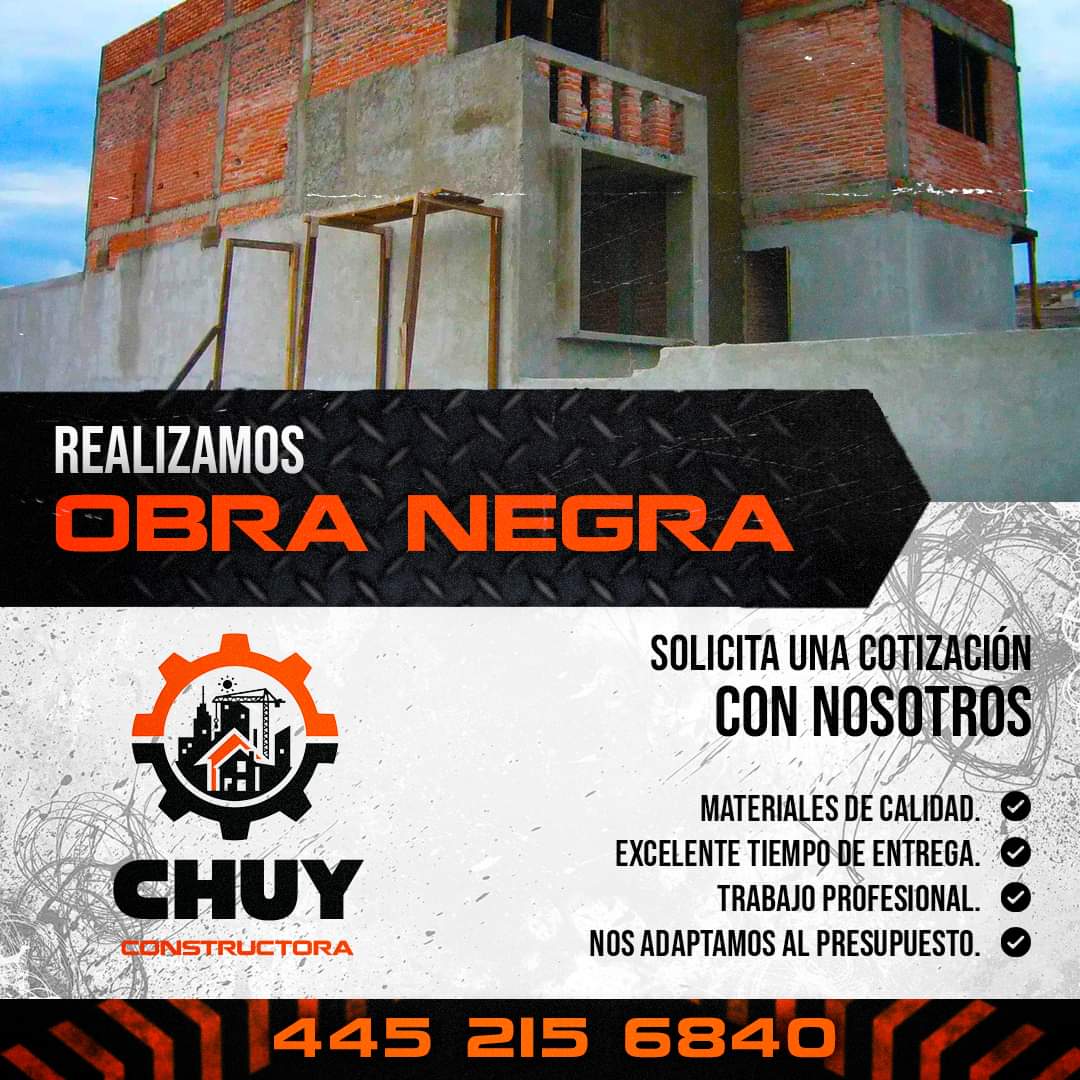 REALIZAMOS
OBRA NEGRA
SOLICITA UNA COTIZACIÓN
CON NOSOTROS
MATERIALES DE CALIDAD.
EXCELENTE TIEMPO DE ENTREGA.
TRABAJO PROFESIONAL.
NOS ADAPTAMOS AL PRESUPUESTO.
CHUY
CONSTRUCTORA
445 215 6840